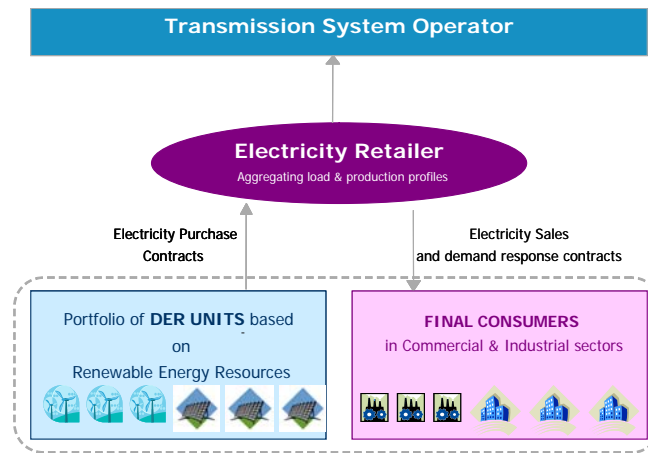 Transmission System Operator
Electricity Retailer
Aggregating load & production profiles
Electricity Purchase
Contracts
Electricity Sales
and demand response contracts
Portfolio of DER UNITS based
on
Renewable Energy Resources
FINAL CONSUMERS
in Commercial & Industrial sectors